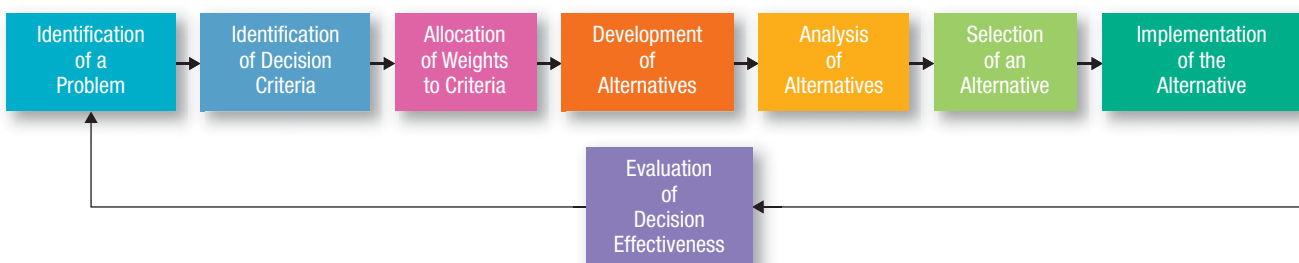 Identification
of a
Problem
Identification
of Decision
Criteria
Allocation
of Weights
to Criteria
Development
of
Alternatives
Analysis
of
Alternatives
Selection
of an
Alternative
Implementation
of the
Alternative
Evaluation
of
Decision
Effectiveness